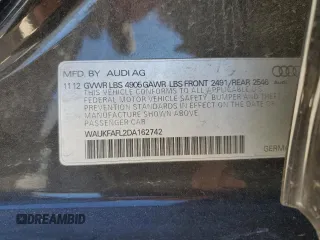 MFD BY AUDI AG
11 12 GVWR LBS 4906 GAWR LBS FRONT 2491/REAR 2546
THIS VEHICLE CONFORMS TO ALL APPLICABLE
FEDERAL MOTOR VEHICLE SAFETY, BUMPER AND THEFT
PREVENTION STANDARDS IN EFFECT ON THE DATE OF
MANUFACTURE SHOWN ABOVE
PASSENGER CAR
WAUKFAFL2DA162742
GERM
DREAMBID